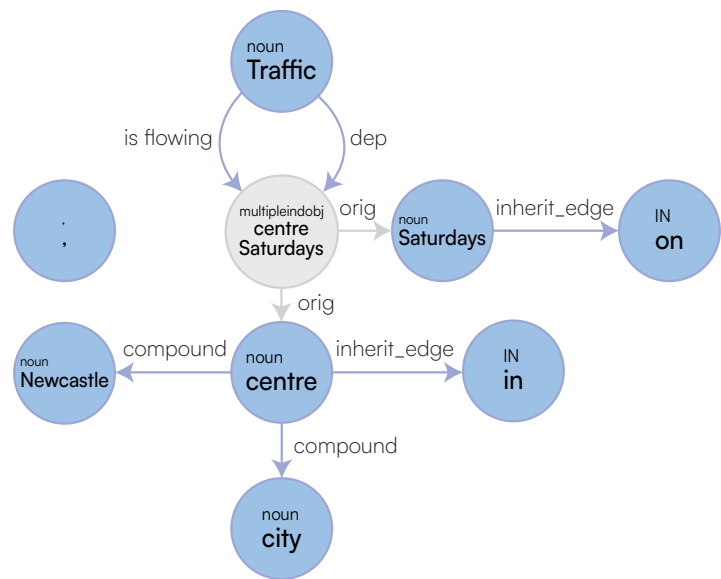 noun
Traffic
is flowing
dep
.
,
multipleindobj
centre
Saturdays
orig
noun
Saturdays
inherit_edge
IN
on
orig
noun
Newcastle
compound
noun
centre
inherit_edge
IN
in
compound
noun
city